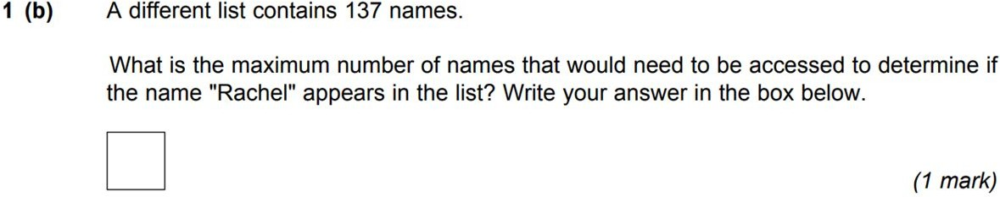 1 (b) A different list contains 137 names.
What is the maximum number of names that would need to be accessed to determine if
the name "Rachel" appears in the list? Write your answer in the box below.
(1 mark)